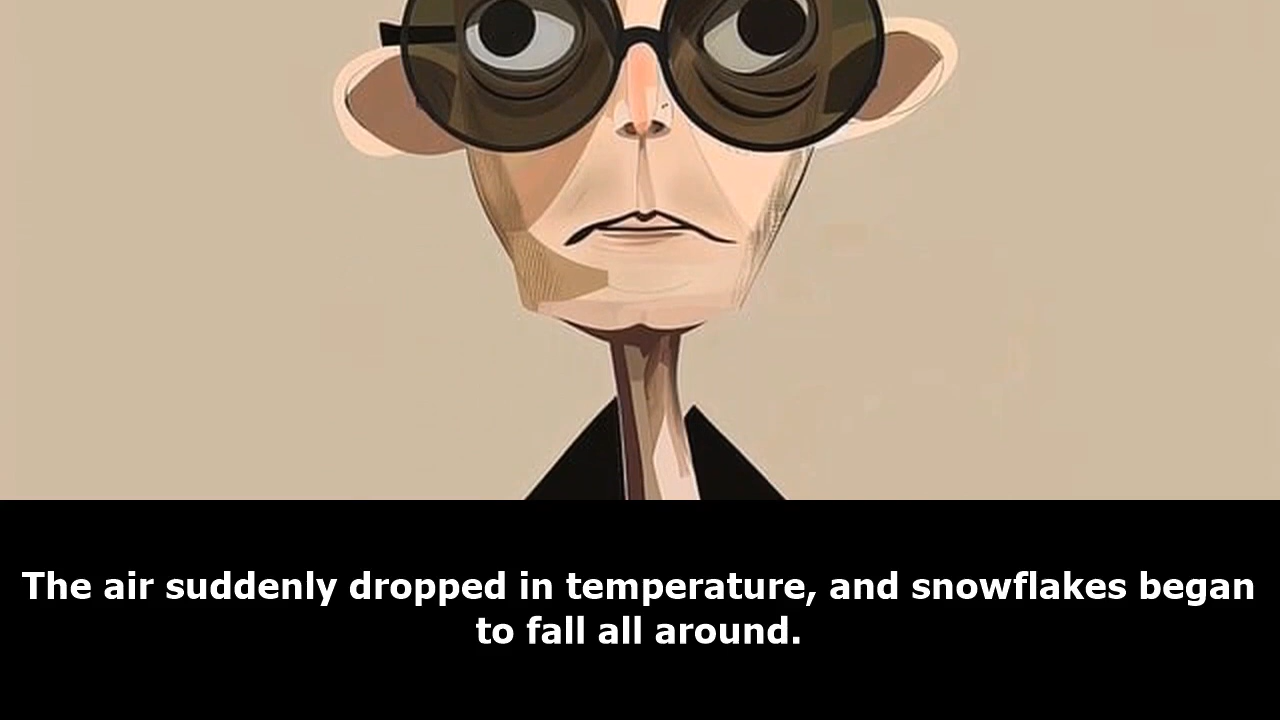 The air suddenly dropped in temperature, and snowflakes began
to fall all around.